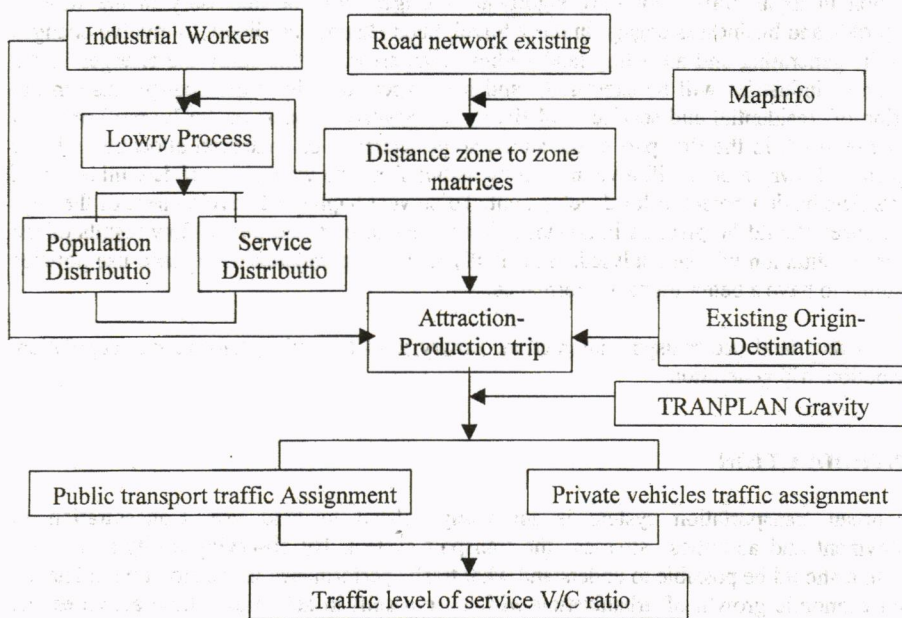 Industrial Workers
Road network existing
MapInfo
Lowry Process
Distance zone to zone
matrices
Population
Distributio
Service
Distributio
Attraction-
Production trip
Existing Origin-
Destination
TRANPLAN Gravity
Public transport traffic Assignment
Private vehicles traffic assignment
Traffic level of service V/C ratio